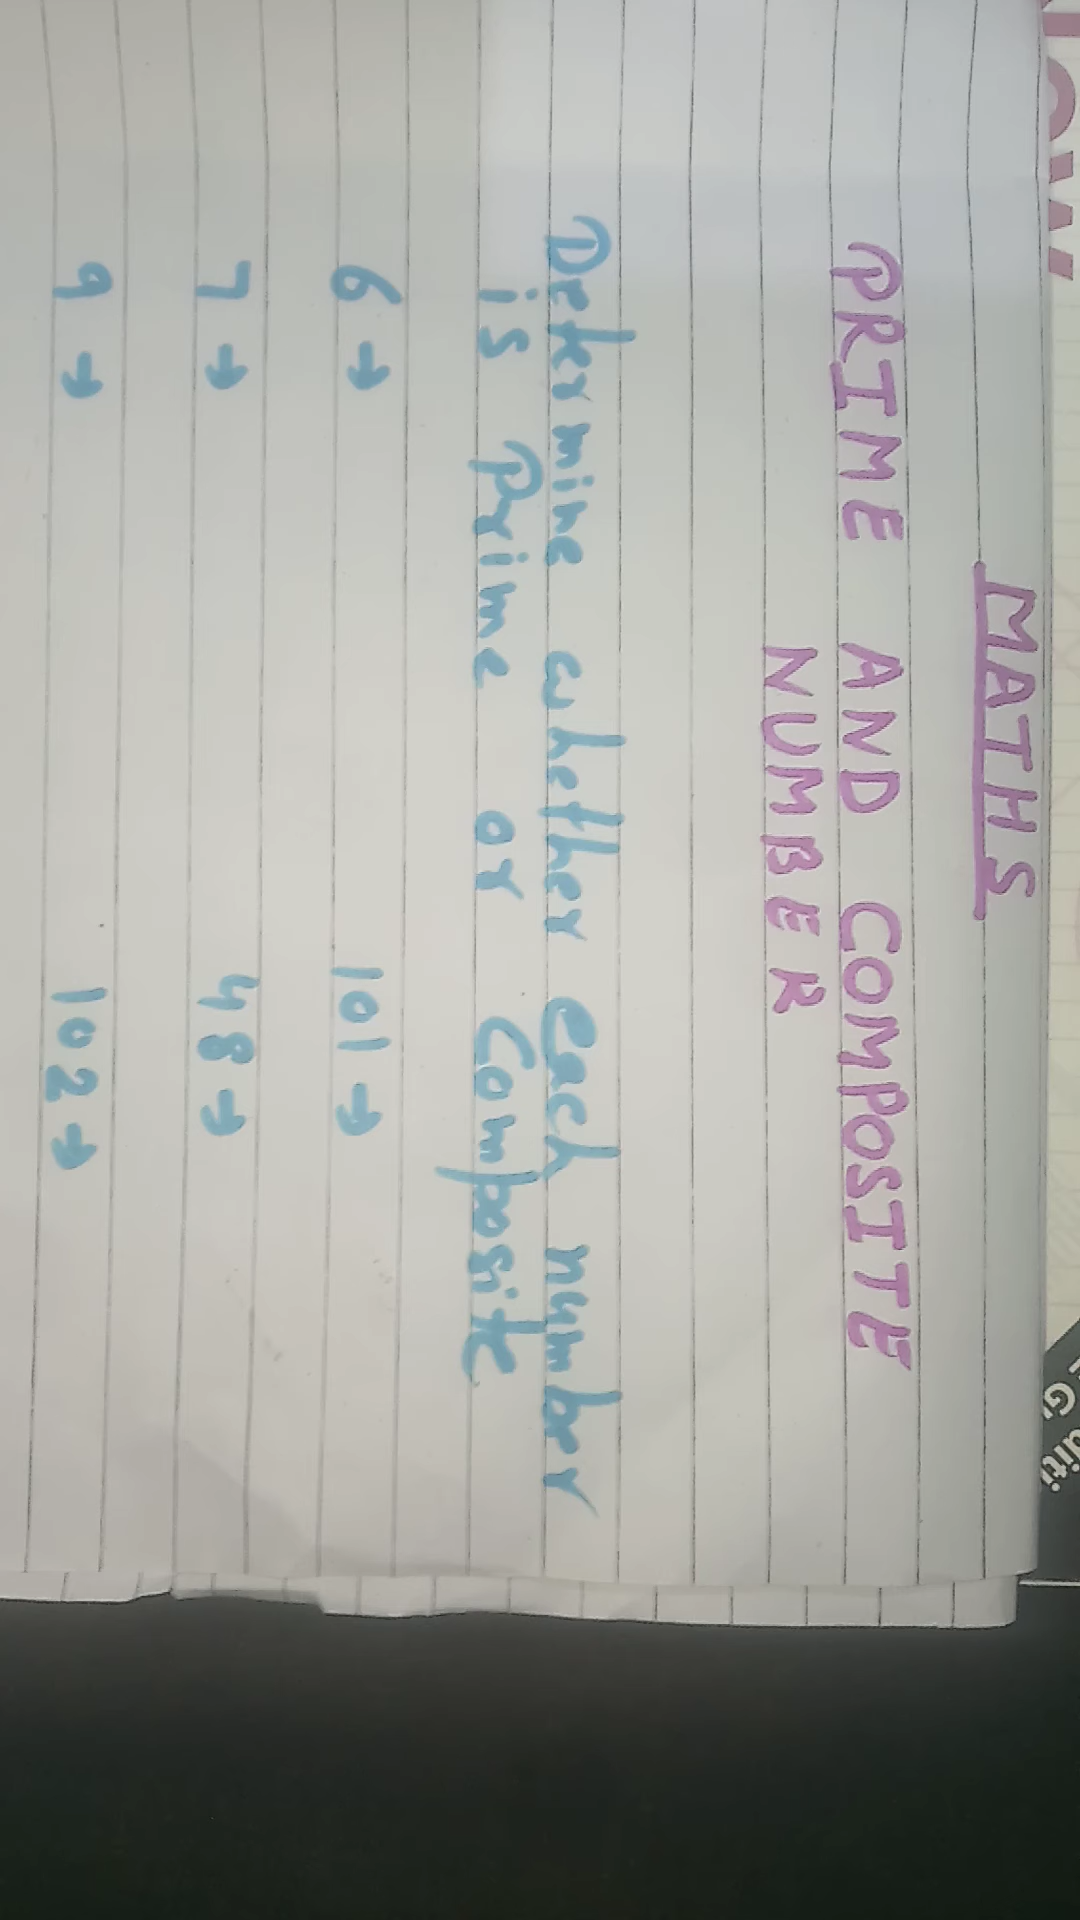 MATHS
PRIME AND COMPOSITE
NUMBER
Determine whether each number
is Prime or Composite
6 → 101 →
7 → 48 →
9 → 102 →